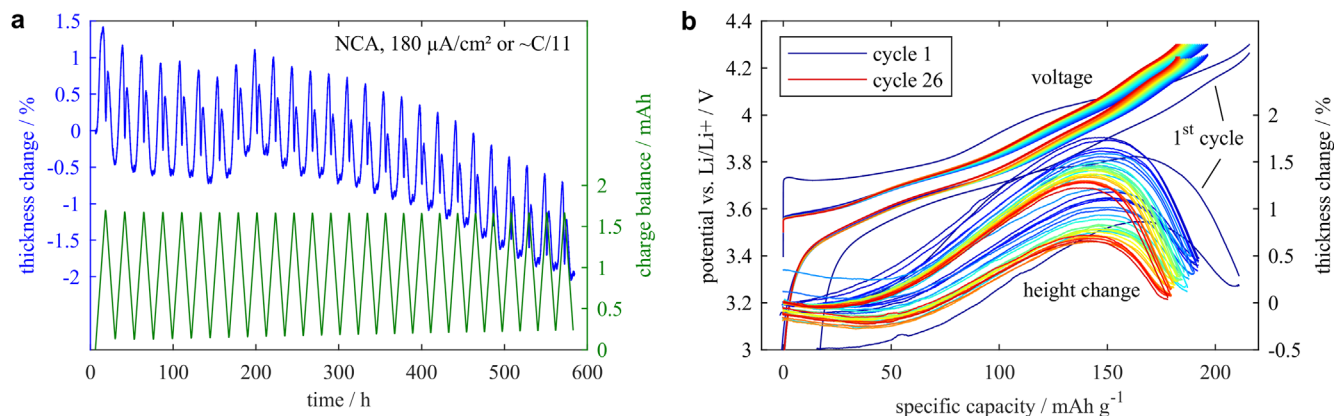 a
NCA, 180 µA/cm² or ~C/11
thickness change / %
1.5
1
0.5
0
-0.5
-1
-1.5
-2
charge balance / mAh
2
1.5
1
0.5
0
0 100 200 300 400 500 600
time / h
b
cycle 1
cycle 26
voltage
1st cycle
height change
potential vs. Li/Li+ / V
4.4
4.2
4
3.8
3.6
3.4
3.2
3
thickness change / %
2
1.5
1
0.5
0
-0.5
0 50 100 150 200
specific capacity / mAh g-1